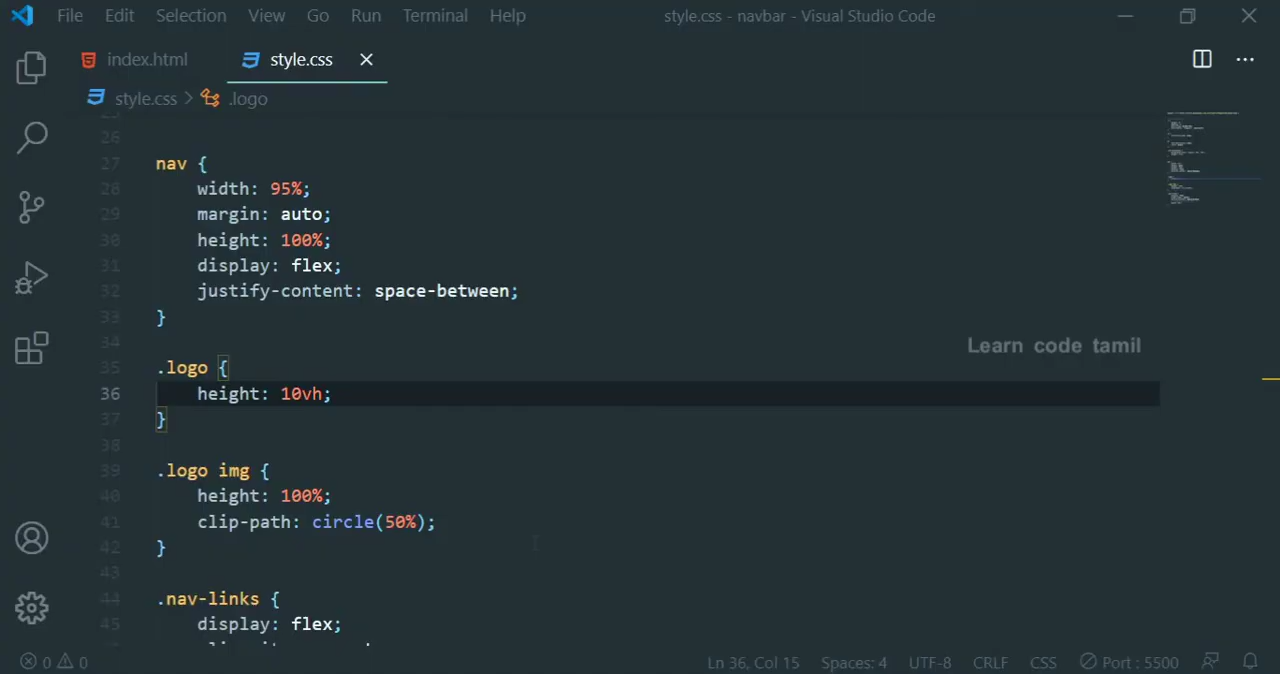 File Edit Selection View Go Run Terminal Help style.css - navbar - Visual Studio Code
index.html style.css
style.css > .logo
25
26
27 nav {
28 width: 95%;
29 margin: auto;
30 height: 100%;
31 display: flex;
32 justify-content: space-between;
33 }
34
Learn code tamil
35 .logo {
36 height: 10vh;
37 }
38
39 .logo img {
40 height: 100%;
41 clip-path: circle(50%);
42 }
43
44 .nav-links {
45 display: flex;
0 0 Ln 36, Col 15 Spaces: 4 UTF-8 CRLF CSS Port : 5500